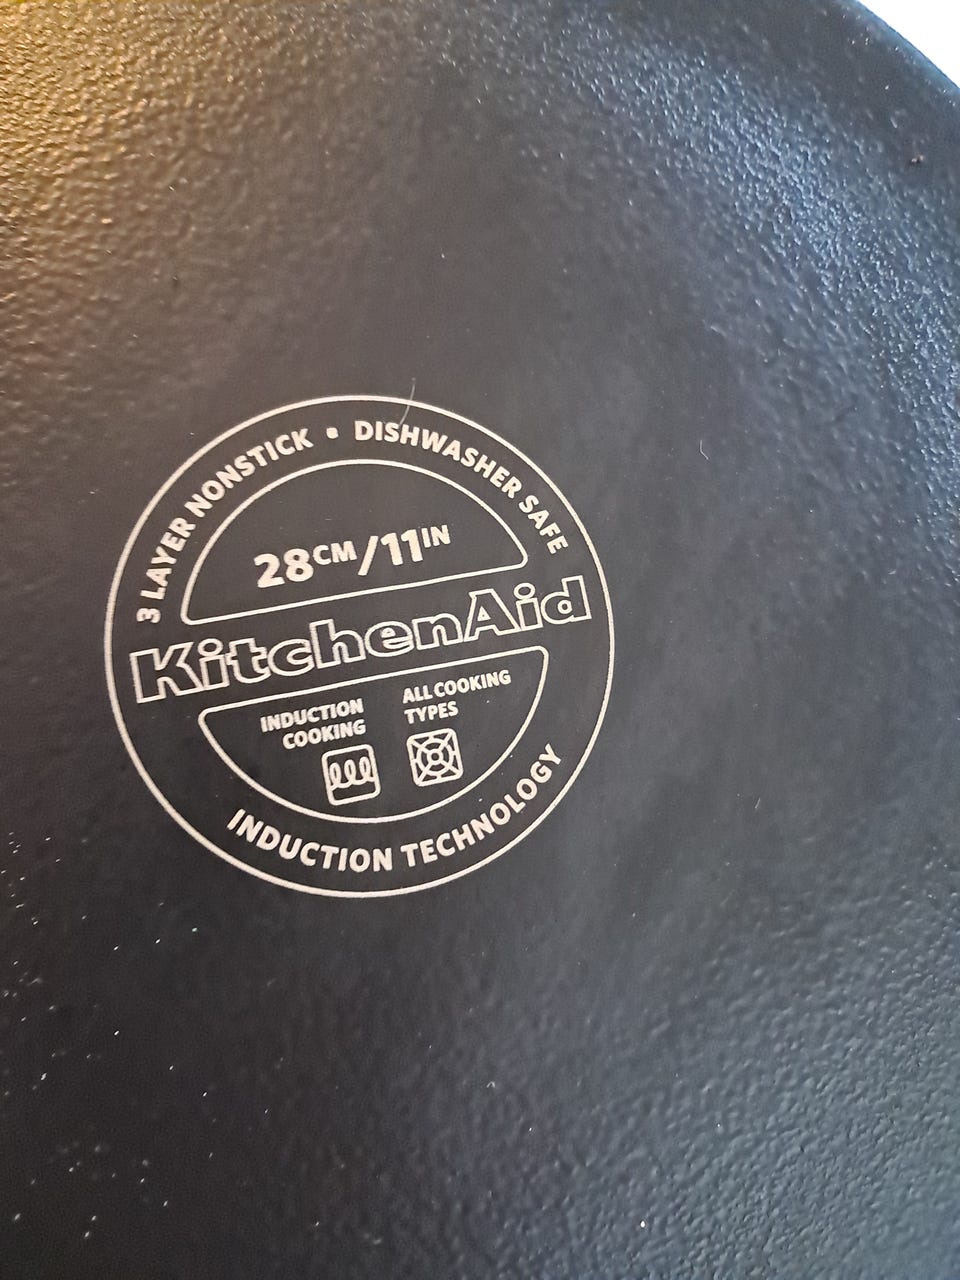 3 LAYER NONSTICK • DISHWASHER SAFE
28CM/11IN
KitchenAid
INDUCTION
COOKING
ALL COOKING
TYPES
INDUCTION TECHNOLOGY